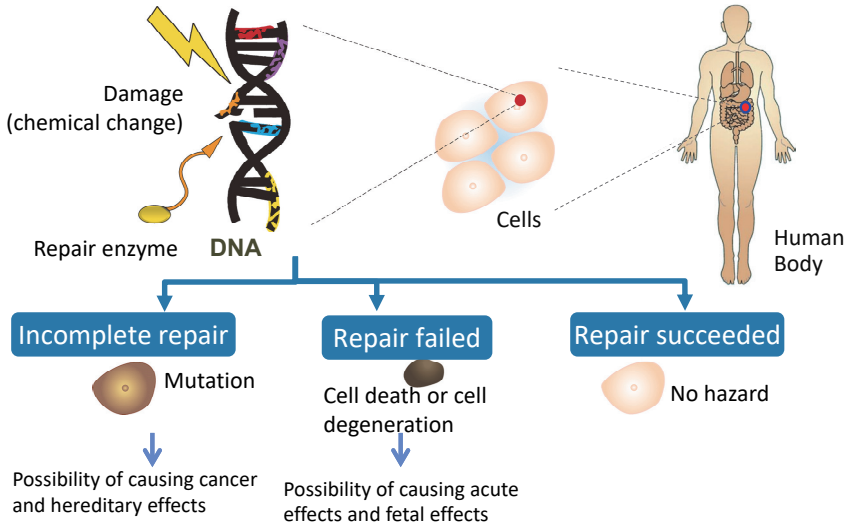 Damage
(chemical change)
Repair enzyme
DNA
Cells
Human
Body
Incomplete repair
Repair failed
Repair succeeded
Mutation
Cell death or cell
degeneration
No hazard
Possibility of causing cancer
and hereditary effects
Possibility of causing acute
effects and fetal effects